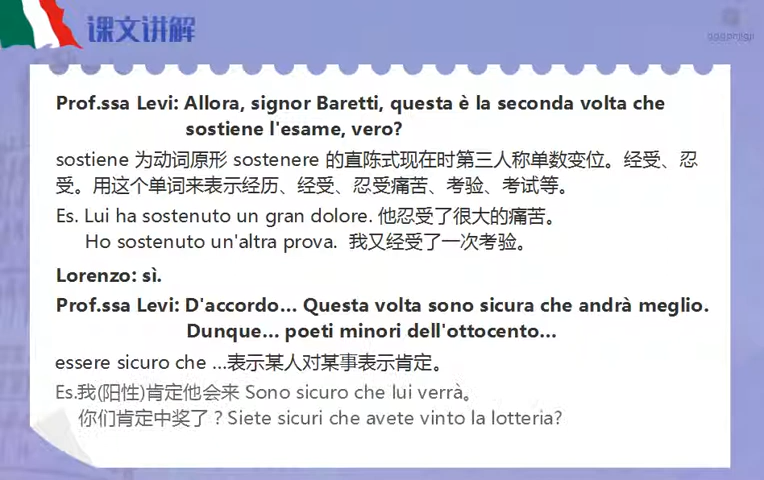 课文讲解
Prof.ssa Levi: Allora, signor Baretti, questa è la seconda volta che
sostiene l'esame, vero?
sostiene 为动词原形 sostenere 的直陈式现在时第三人称单数变位。经受、忍
受。用这个单词来表示经历、经受、忍受痛苦、考验、考试等。
Es. Lui ha sostenuto un gran dolore. 他忍受了很大的痛苦。
Ho sostenuto un'altra prova. 我又经受了一次考验。
Lorenzo: sì.
Prof.ssa Levi: D'accordo... Questa volta sono sicura che andrà meglio.
Dunque... poeti minori dell'ottocento...
essere sicuro che ...表示某人对某事表示肯定。
Es.我(阳性)肯定他会来 Sono sicuro che lui verrà。
你们肯定中奖了？Siete sicuri che avete vinto la lotteria?